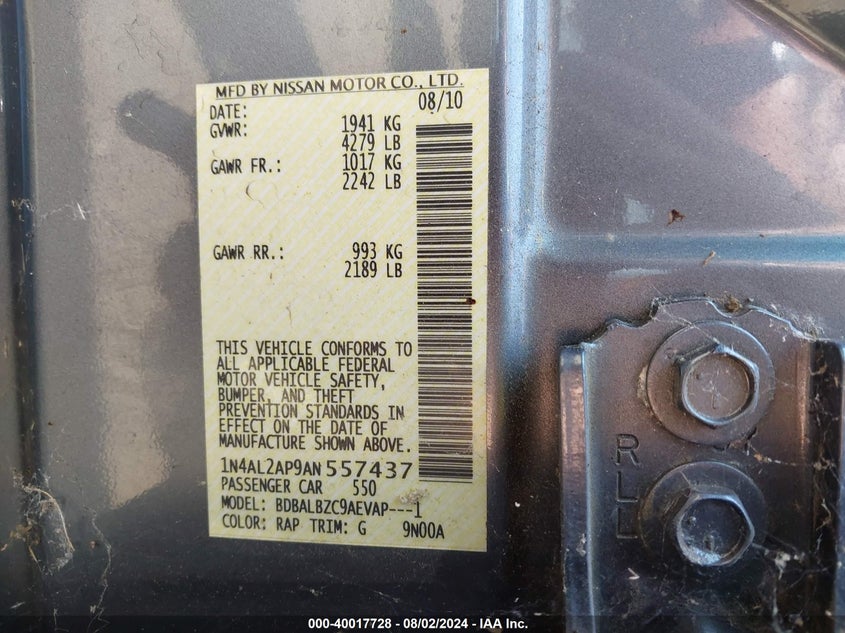 MFD BY NISSAN MOTOR CO., LTD.
DATE: 08/10
GVWR: 1941 KG
4279 LB
GAWR FR.: 1017 KG
2242 LB
GAWR RR.: 993 KG
2189 LB
THIS VEHICLE CONFORMS TO
ALL APPLICABLE FEDERAL
MOTOR VEHICLE SAFETY,
BUMPER, AND THEFT
PREVENTION STANDARDS IN
EFFECT ON THE DATE OF
MANUFACTURE SHOWN ABOVE.
1N4AL2AP9AN557437
PASSENGER CAR 550
MODEL: BDBALBZC9AEVAP---1
COLOR: RAP TRIM: G 9N00A
RLL
000-40017728 - 08/02/2024 - IAA Inc.